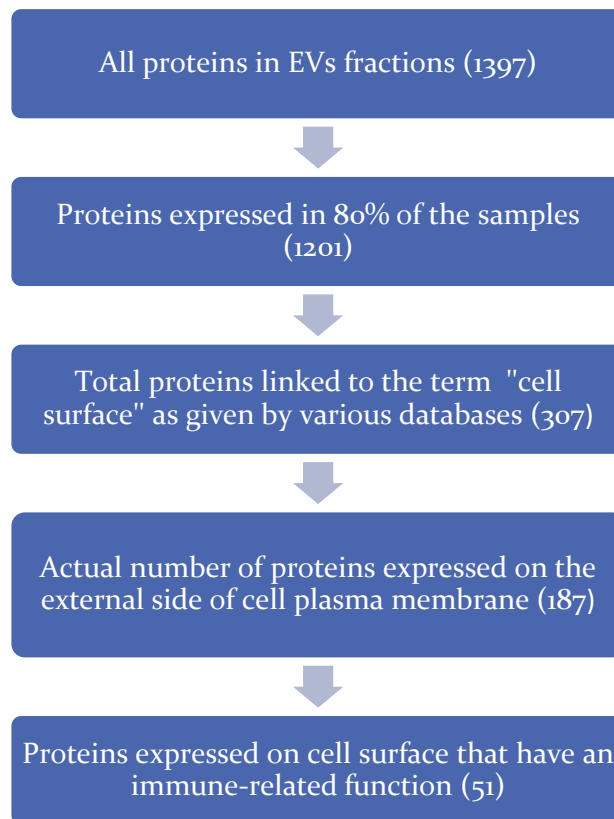 All proteins in EVs fractions (1397)
Proteins expressed in 80% of the samples
(1201)
Total proteins linked to the term "cell
surface" as given by various databases (307)
Actual number of proteins expressed on the
external side of cell plasma membrane (187)
Proteins expressed on cell surface that have an
immune-related function (51)